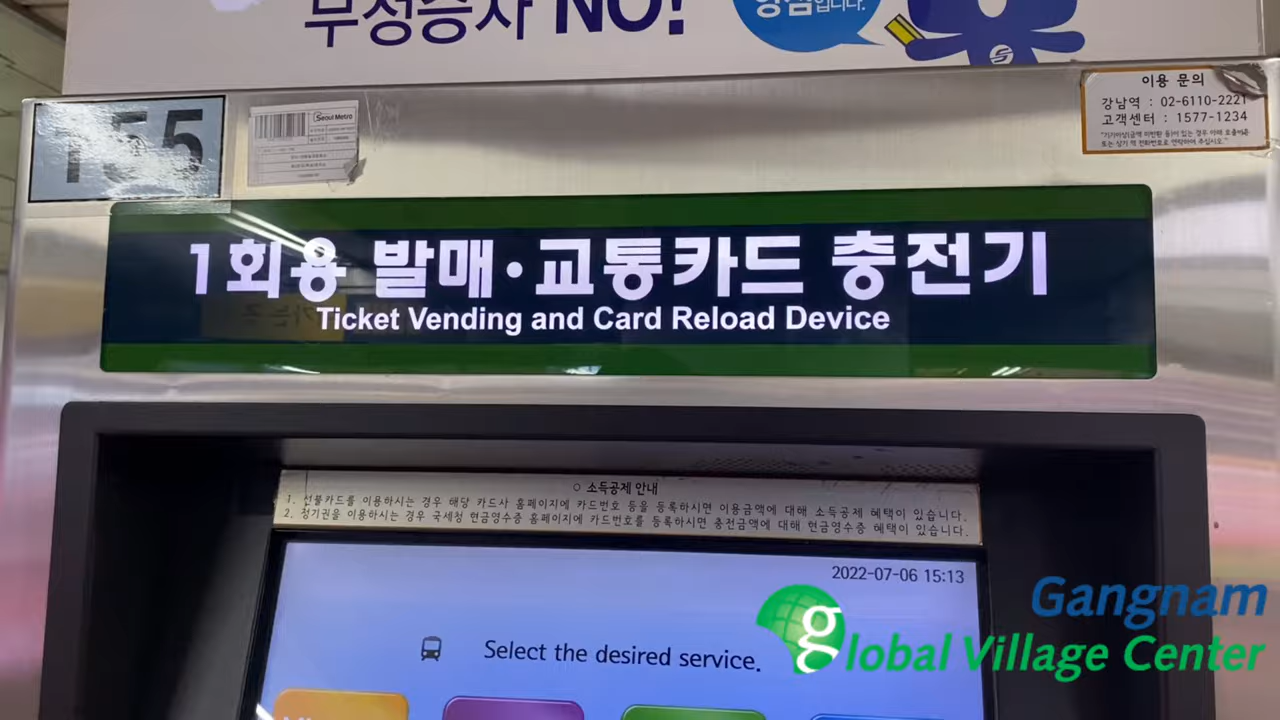 부정승차 NO!
입니다.
155
Seoul Metro
이용 문의
강남역 : 02-6110-2221
고객센터 : 1577-1234
1회용 발매·교통카드 충전기
Ticket Vending and Card Reload Device
○ 소득공제 안내
1. 선불카드를 이용하시는 경우 해당 카드사 홈페이지에 카드번호 등을 등록하시면 이용금액에 대해 소득공제 혜택이 있습니다.
2. 정기권을 이용하시는 경우 국세청 현금영수증 홈페이지에 카드번호를 등록하시면 충전금액에 대해 현금영수증 혜택이 있습니다.
2022-07-06 15:13
Select the desired service.
Gangnam
global Village Center